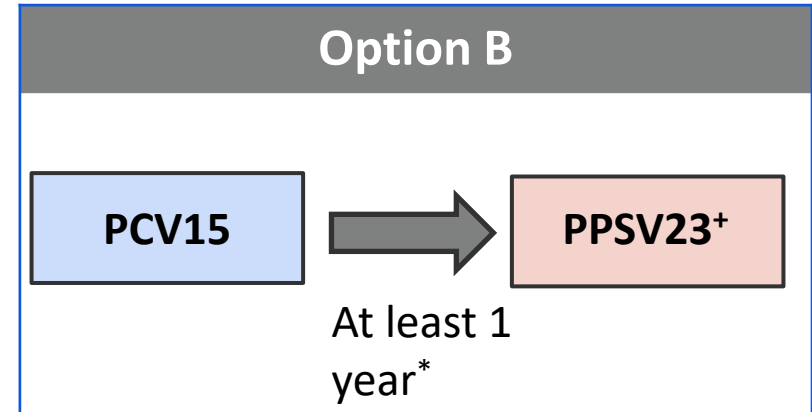 Option B
PCV15
PPSV23⁺
At least 1
year*